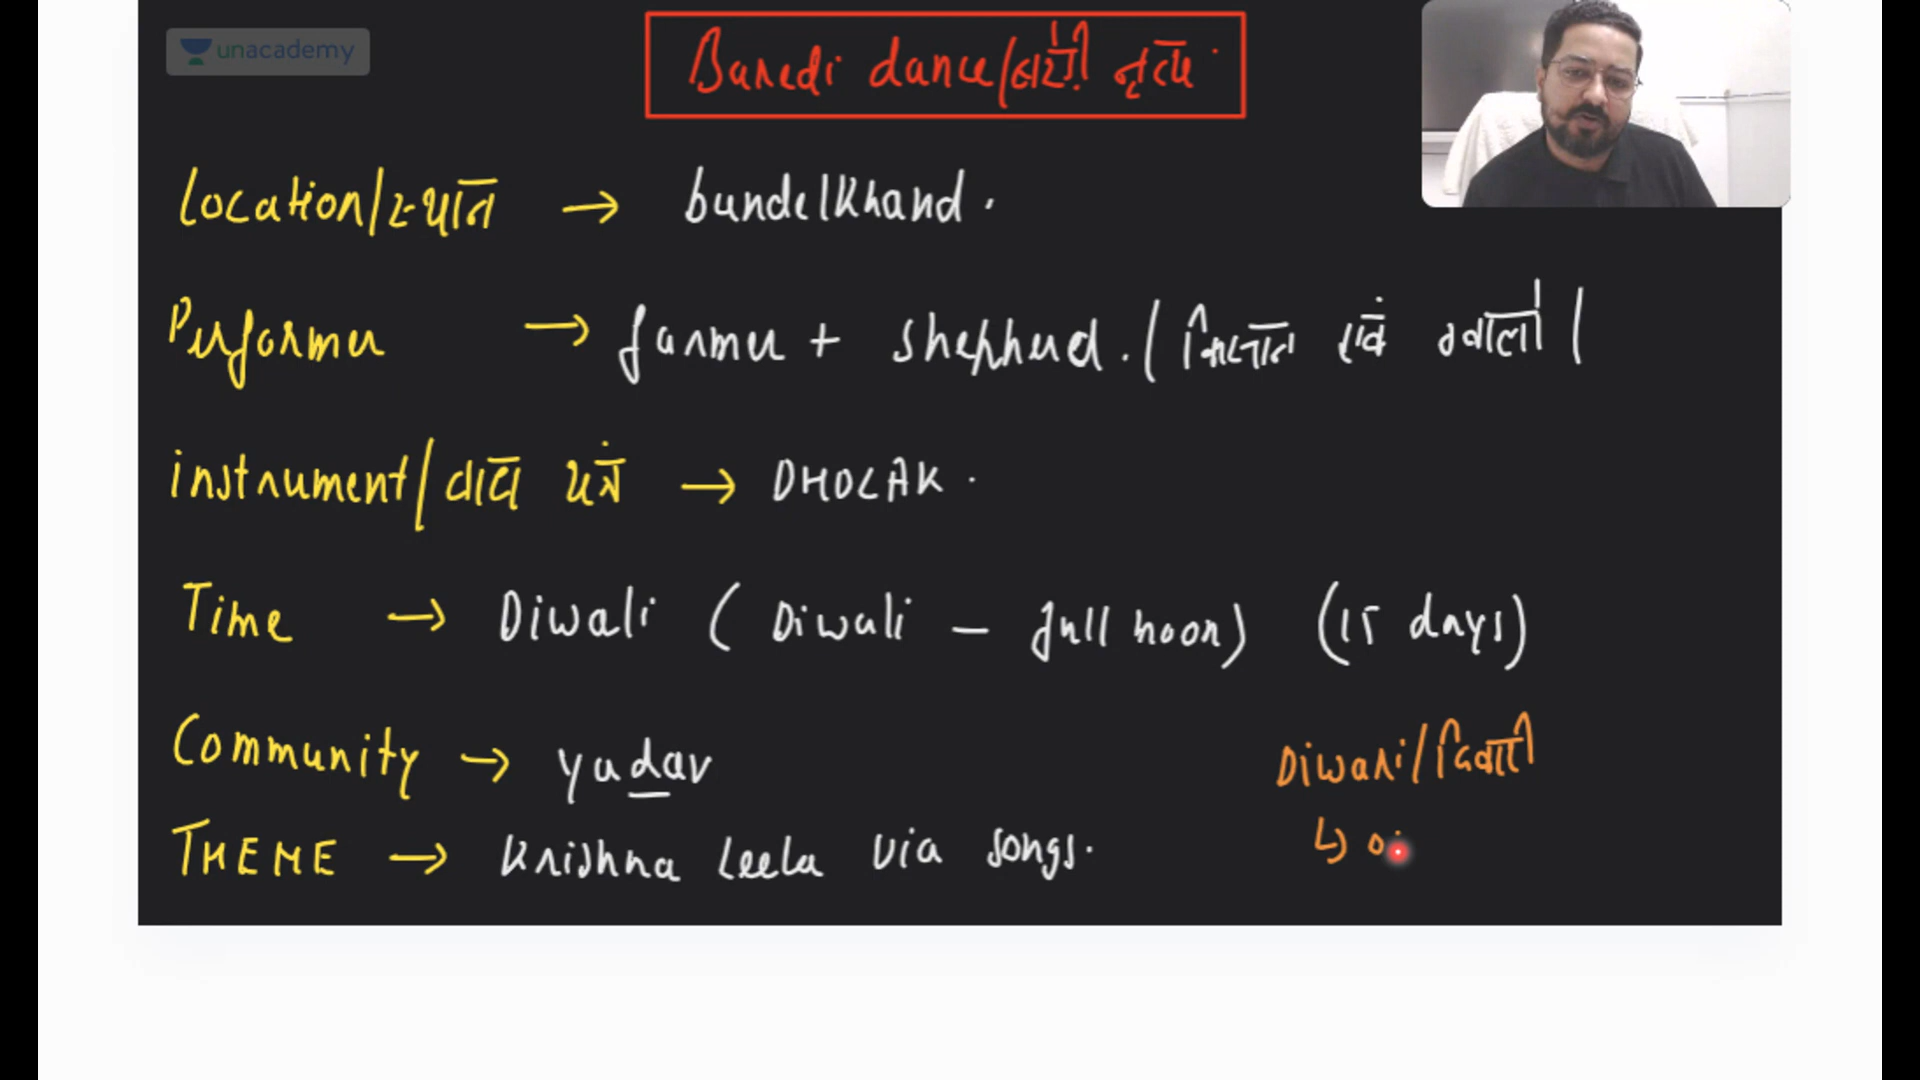 unacademy
Baredi dance/बरेदी नृत्य
Location/स्थान → bundelkhand.
Performer → farmer + shepherd. (किसान एवं ग्वालों)
instrument/वाद्य यंत्र → DHOLAK.
Time → Diwali ( Diwali – full moon) (15 days)
Community → yadav
Diwari/दिवारी
THEME → Krishna Leela via songs.
↳